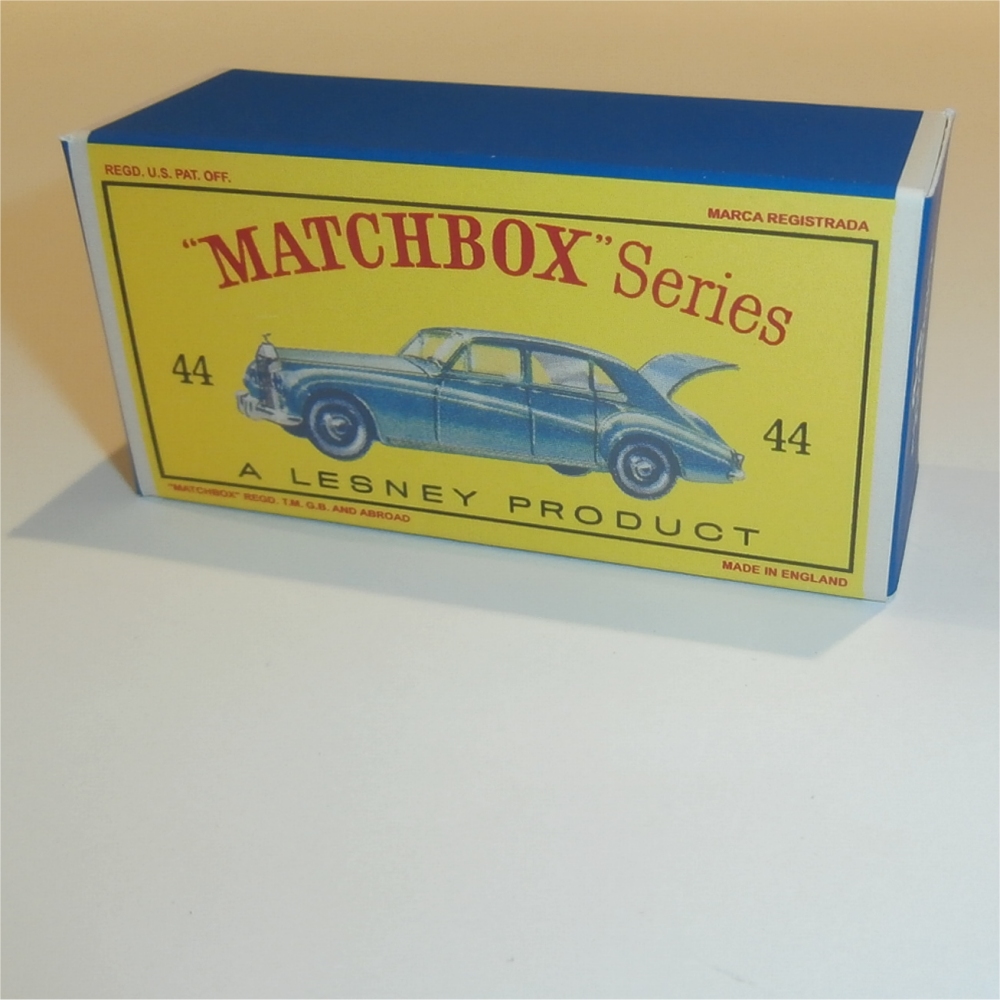 REGD. U.S. PAT. OFF.
MARCA REGISTRADA
“MATCHBOX” Series
44
44
A LESNEY PRODUCT
"MATCHBOX" REGD. T.M. G.B. AND ABROAD
MADE IN ENGLAND